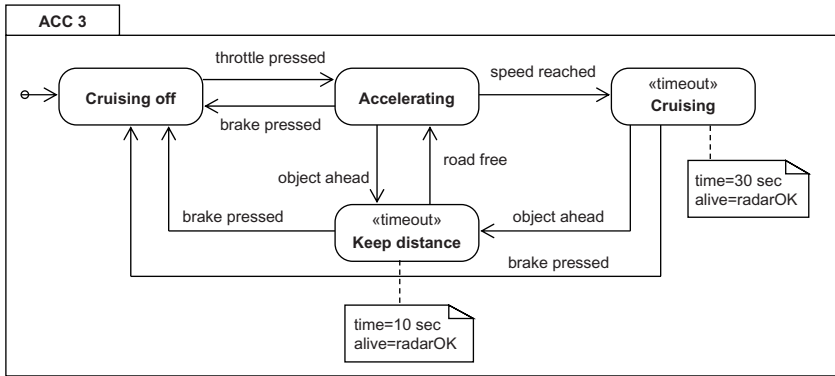 ACC 3
throttle pressed
speed reached
«timeout»
Cruising off
Accelerating
Cruising
brake pressed
object ahead
road free
time=30 sec
alive=radarOK
brake pressed
«timeout»
Keep distance
object ahead
brake pressed
time=10 sec
alive=radarOK